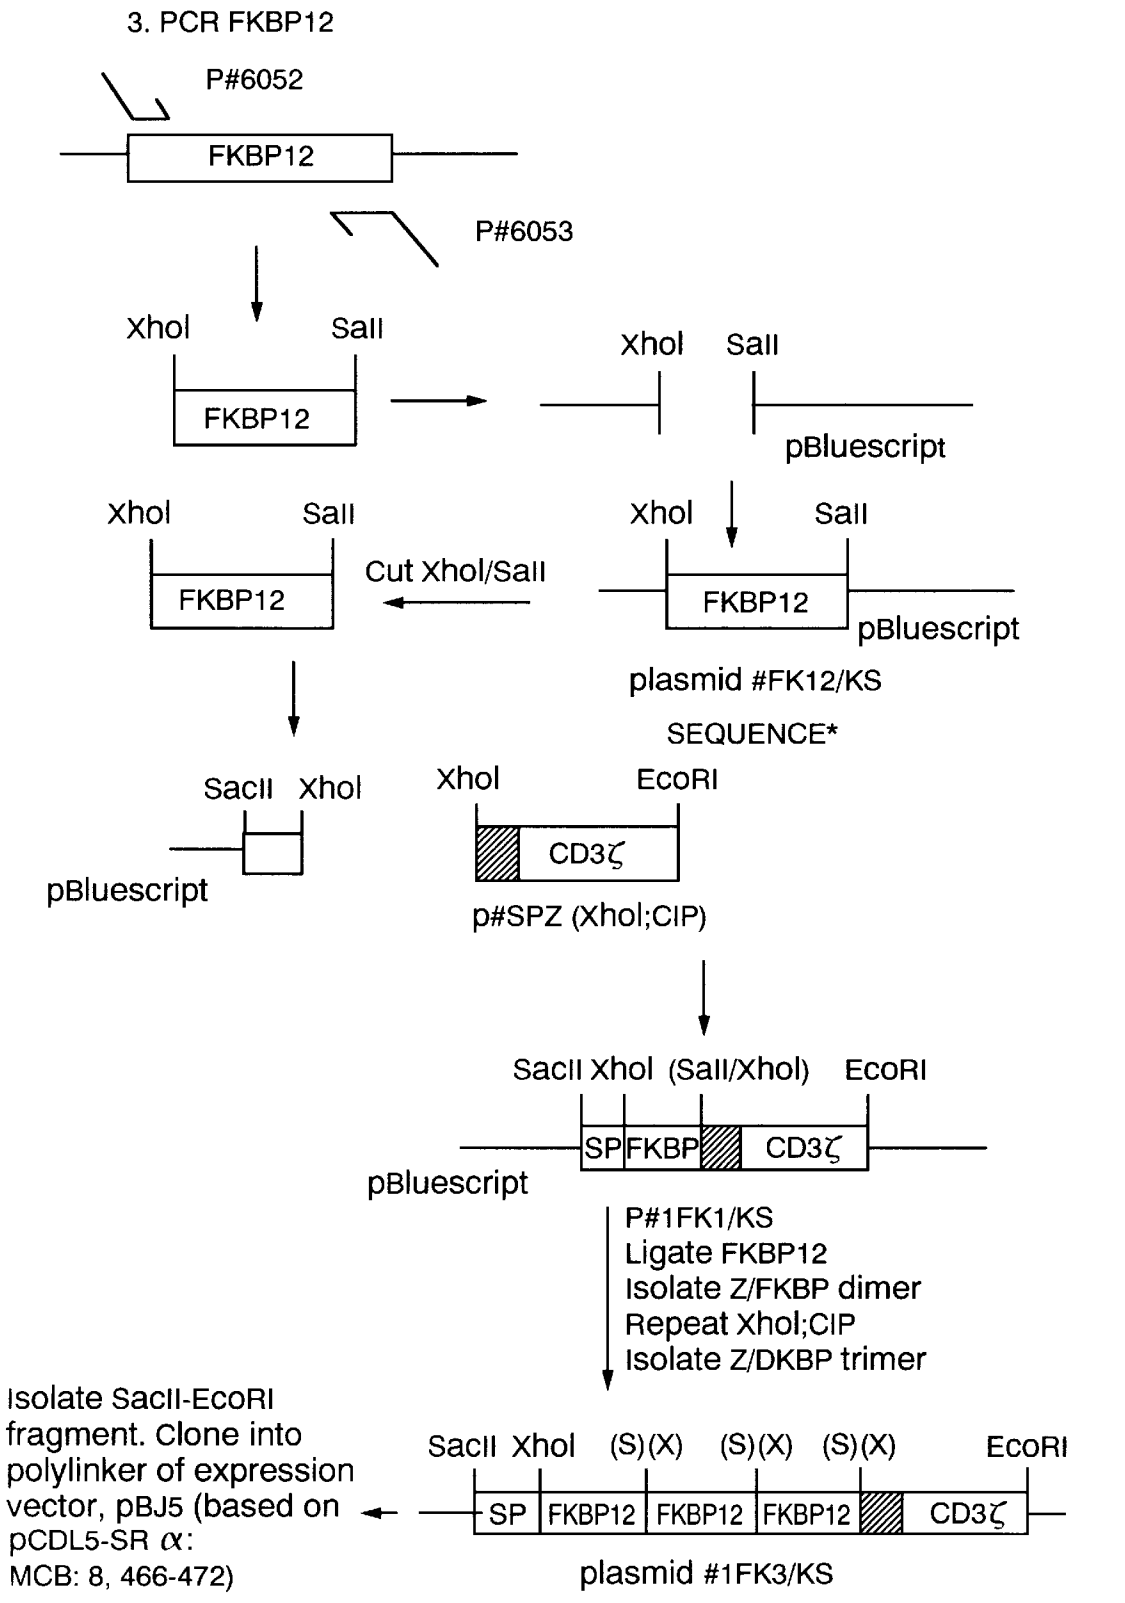 3. PCR FKBP12
P#6052
FKBP12
P#6053
XhoI SalI
FKBP12
XhoI SalI
pBluescript
XhoI SalI
FKBP12
Cut XhoI/SalI
XhoI SalI
FKBP12
pBluescript
plasmid #FK12/KS
SEQUENCE*
SacII XhoI
pBluescript
XhoI EcoRI
CD3ζ
p#SPZ (XhoI;CIP)
SacII XhoI (SalI/XhoI) EcoRI
SP FKBP CD3ζ
pBluescript
P#1FK1/KS
Ligate FKBP12
Isolate Z/FKBP dimer
Repeat XhoI;CIP
Isolate Z/DKBP trimer
Isolate SacII-EcoRI
fragment. Clone into
polylinker of expression
vector, pBJ5 (based on
pCDL5-SR α:
MCB: 8, 466-472)
SacII XhoI (S)(X) (S)(X) (S)(X) EcoRI
SP FKBP12 FKBP12 FKBP12 CD3ζ
plasmid #1FK3/KS